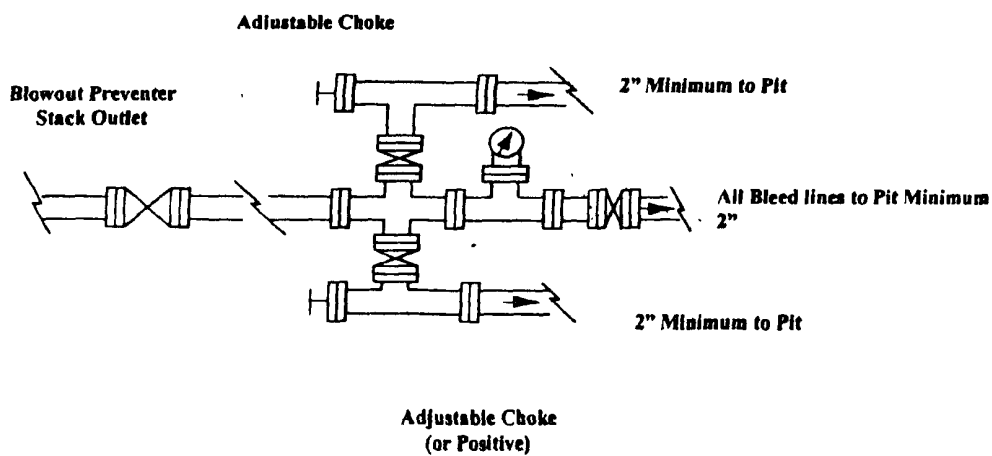 Adjustable Choke
Blowout Preventer
Stack Outlet
2" Minimum to Pit
All Bleed lines to Pit Minimum
2"
2" Minimum to Pit
Adjustable Choke
(or Positive)